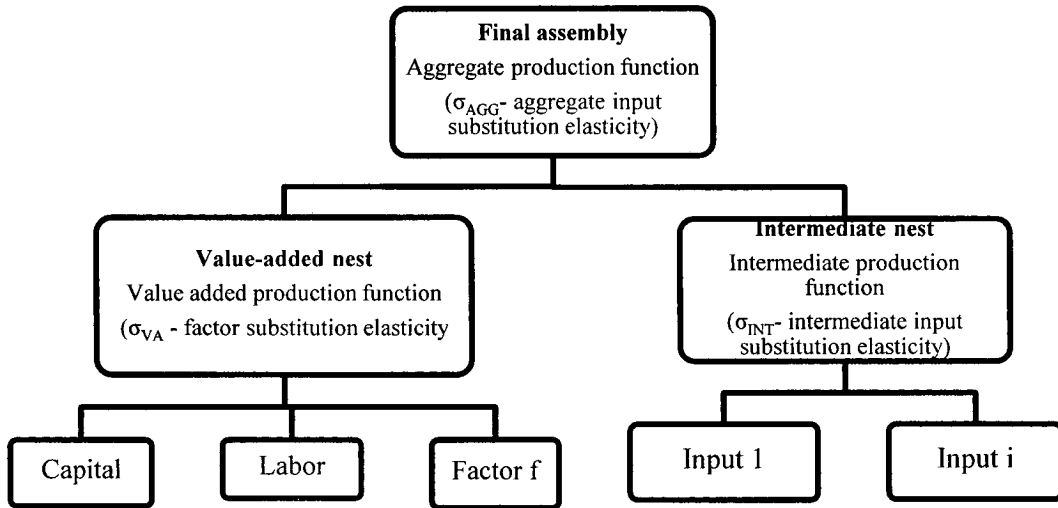 Final assembly
Aggregate production function
(σAGG- aggregate input
substitution elasticity)
Value-added nest
Value added production function
(σVA - factor substitution elasticity
Intermediate nest
Intermediate production
function
(σINT- intermediate input
substitution elasticity)
Capital
Labor
Factor f
Input 1
Input i